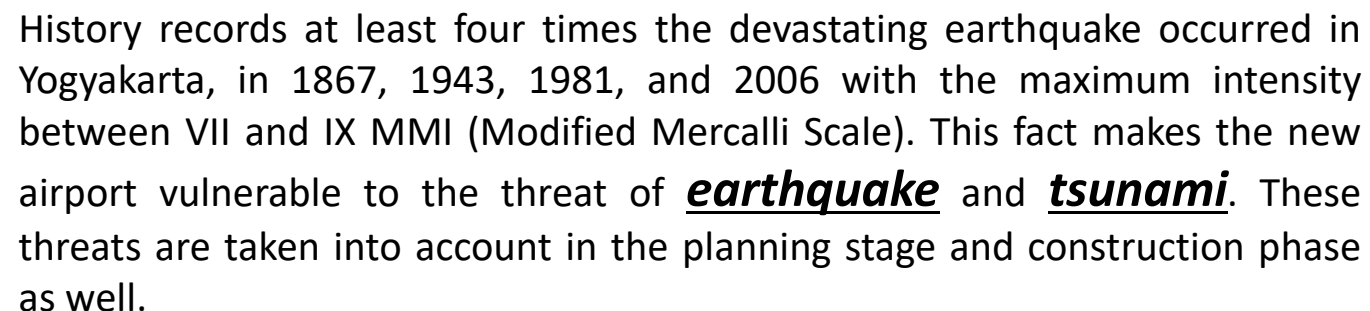 History records at least four times the devastating earthquake occurred in
Yogyakarta, in 1867, 1943, 1981, and 2006 with the maximum intensity
between VII and IX MMI (Modified Mercalli Scale). This fact makes the new
airport vulnerable to the threat of earthquake and tsunami. These
threats are taken into account in the planning stage and construction phase
as well.